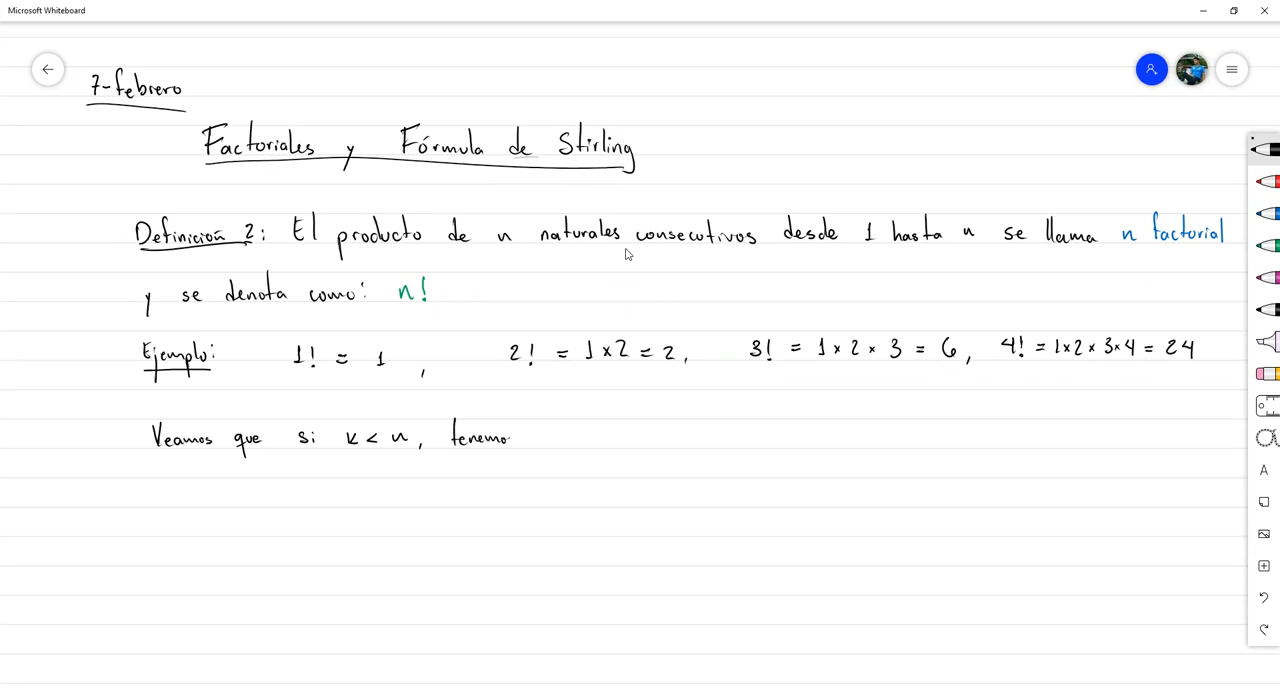 Microsoft Whiteboard
7-febrero
Factoriales y Fórmula de Stirling
Definición 2: El producto de n naturales consecutivos desde 1 hasta n se llama n factorial
y se denota como: n!
Ejemplo: 1! = 1 , 2! = 1 x 2 = 2, 3! = 1 x 2 x 3 = 6, 4! = 1 x 2 x 3 x 4 = 24
Veamos que si k < n, tenemo
A